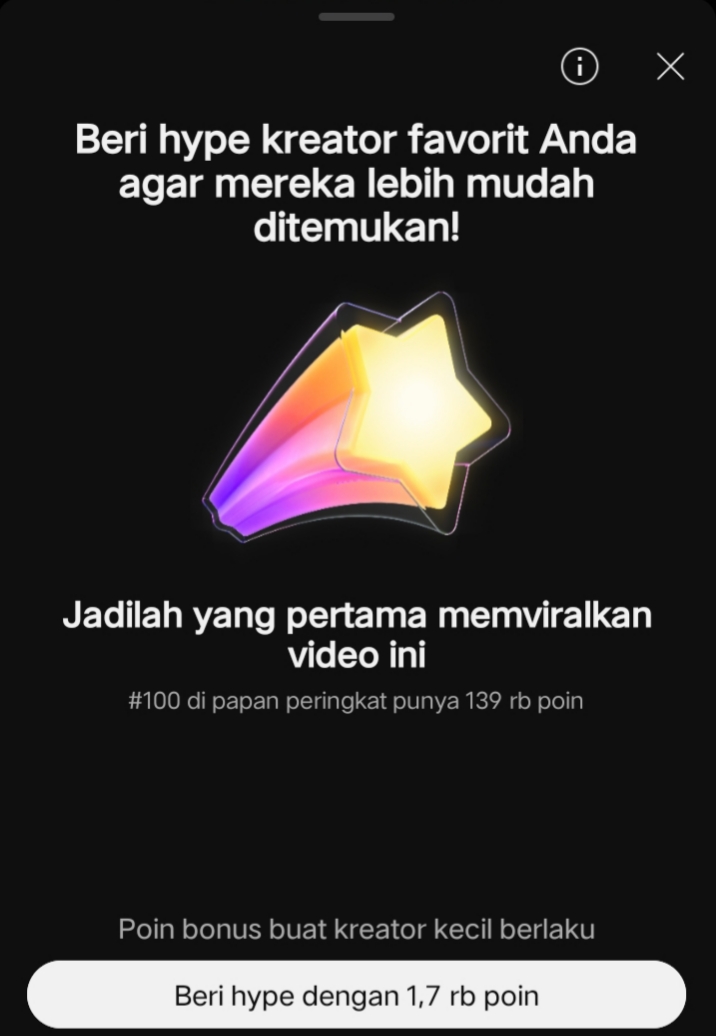 Beri hype kreator favorit Anda
agar mereka lebih mudah
ditemukan!
Jadilah yang pertama memviralkan
video ini
#100 di papan peringkat punya 139 rb poin
Poin bonus buat kreator kecil berlaku
Beri hype dengan 1,7 rb poin